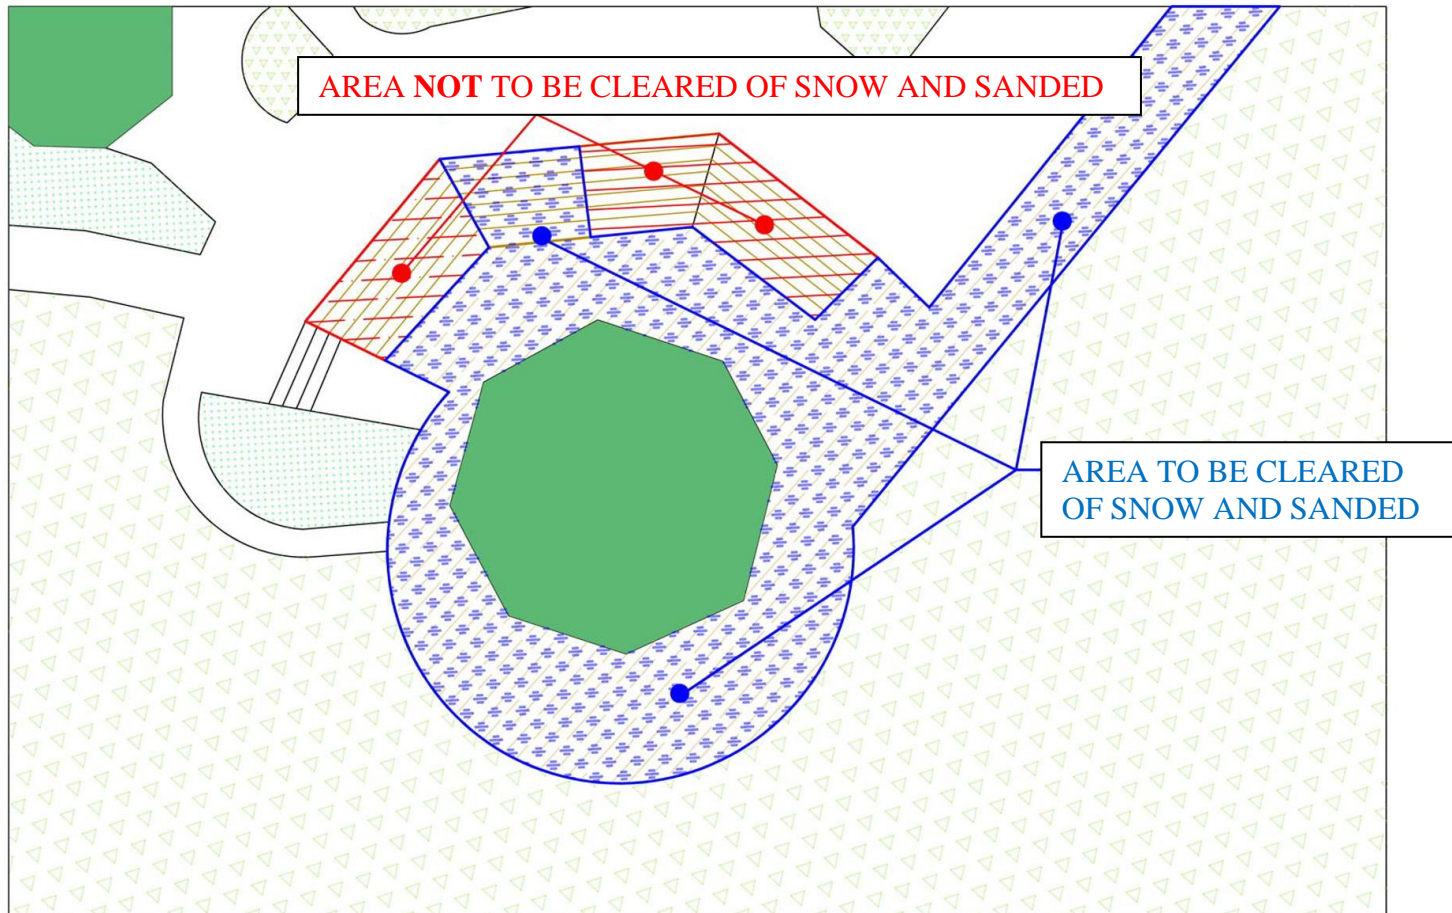 AREA NOT TO BE CLEARED OF SNOW AND SANDED
AREA TO BE CLEARED
OF SNOW AND SANDED